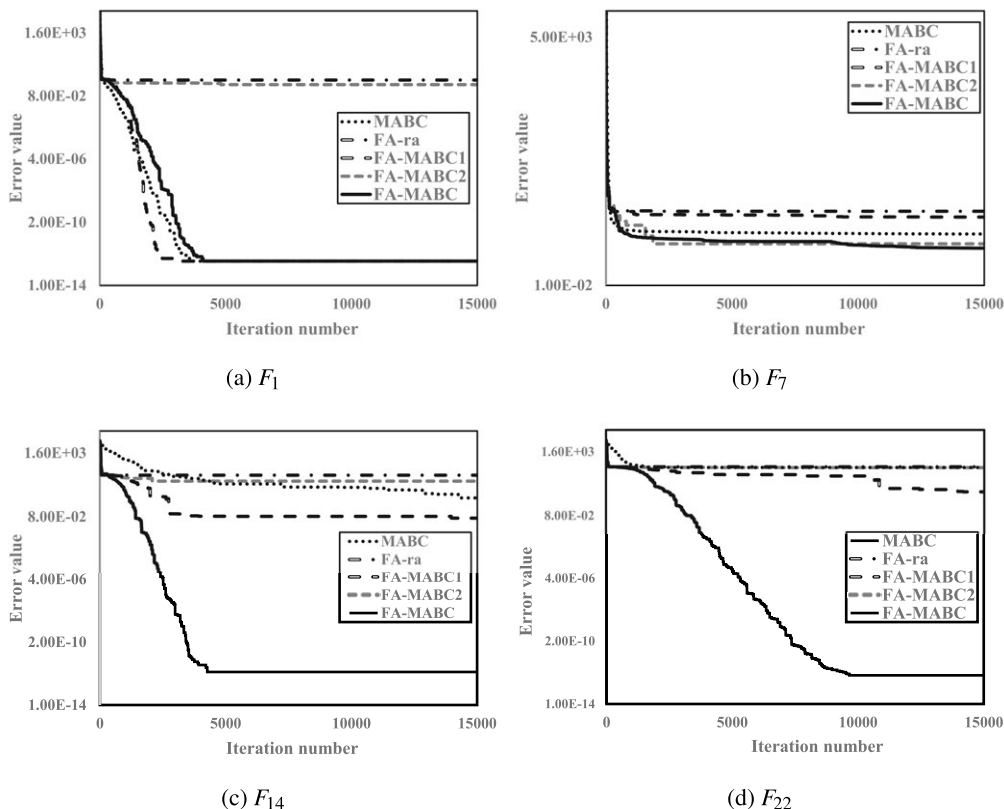 1.60E+03
8.00E-02
4.00E-06
2.00E-10
1.00E-14
Error value
MABC
FA-ra
FA-MABC1
FA-MABC2
FA-MABC
0
5000
10000
15000
Iteration number
(a) F1
5.00E+03
1.00E-02
Error value
MABC
FA-ra
FA-MABC1
FA-MABC2
FA-MABC
0
5000
10000
15000
Iteration number
(b) F7
1.60E+03
8.00E-02
4.00E-06
2.00E-10
1.00E-14
Error value
MABC
FA-ra
FA-MABC1
FA-MABC2
FA-MABC
0
5000
10000
15000
Iteration number
(c) F14
1.60E+03
8.00E-02
4.00E-06
2.00E-10
1.00E-14
Error value
MABC
FA-ra
FA-MABC1
FA-MABC2
FA-MABC
0
5000
10000
15000
Iteration number
(d) F22